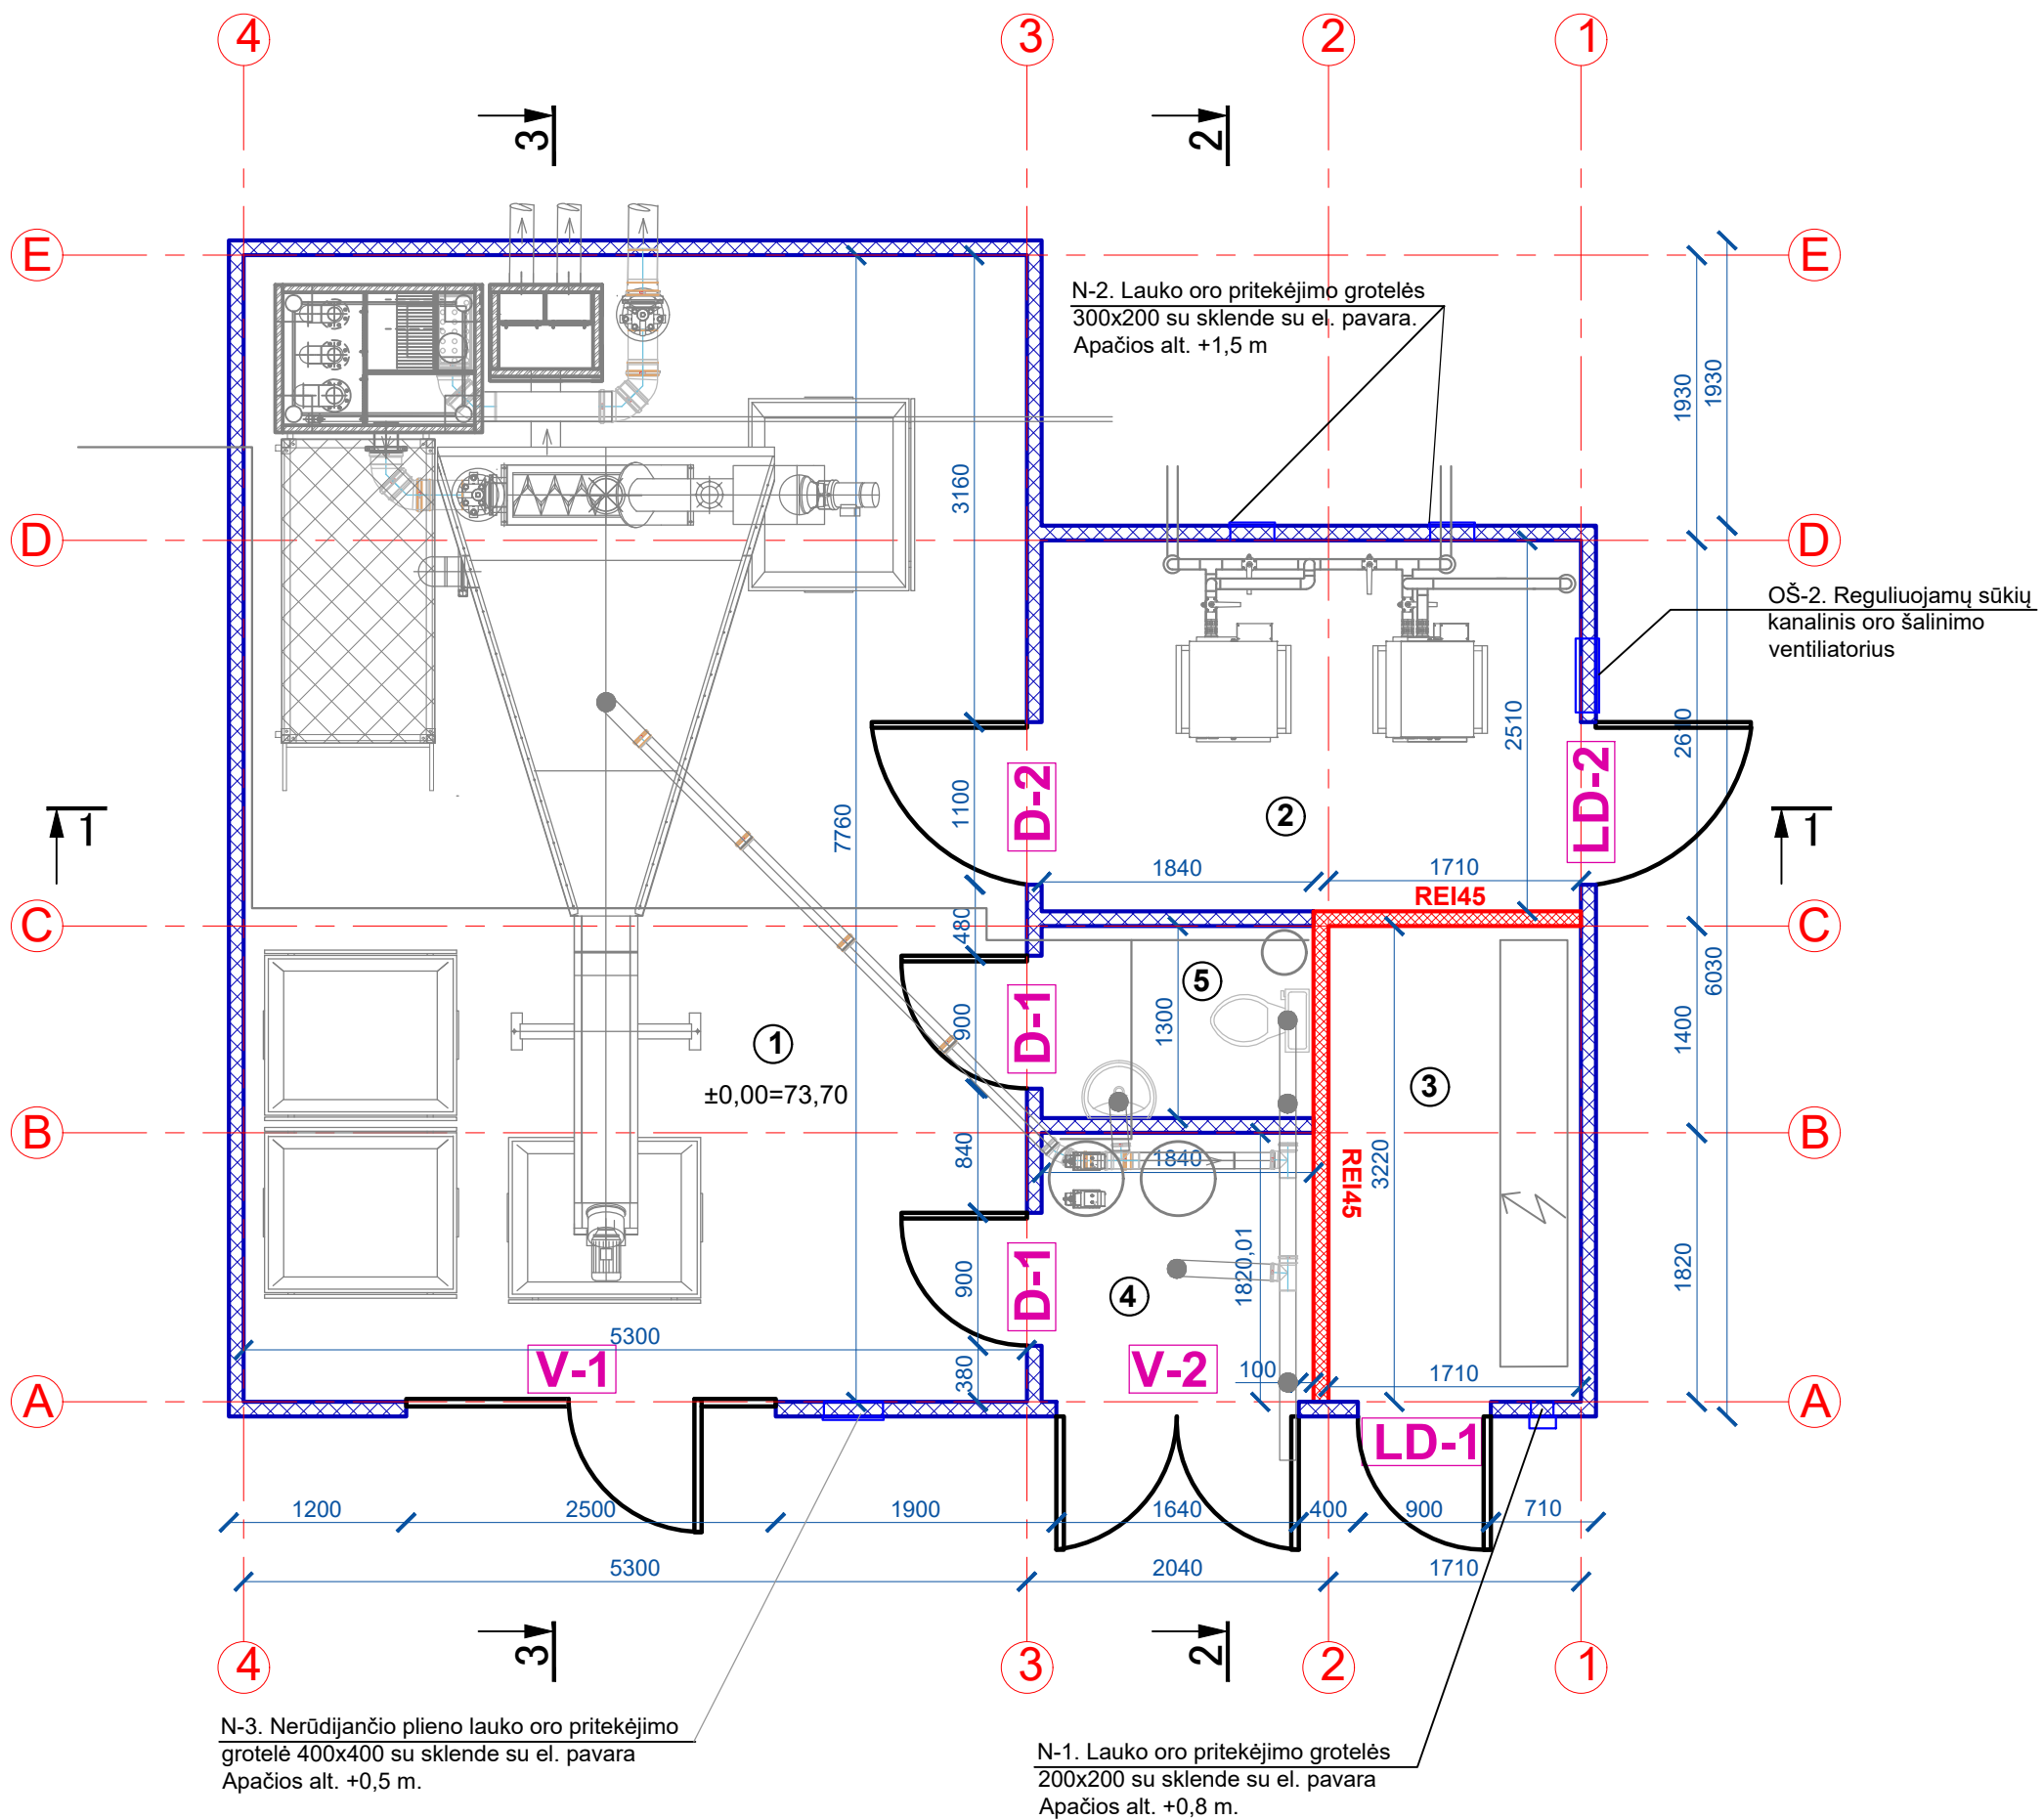 4
3
2
1
3
2
E
E
N-2. Lauko oro pritekėjimo grotelės
300x200 su sklende su el. pavara.
Apačios alt. +1,5 m
1930
1930
3160
D
D
OŠ-2. Reguliuojamų sūkių
kanalinis oro šalinimo
ventiliatorius
2510
D-2
LD-2
1100
7760
2
1
1
1840
1710
REI45
480
C
C
5
6030
900
D-1
1300
1400
1
±0,00=73,70
3
B
B
840
1840
REI45
3220
1820,01
1820
4
900
D-1
5300
V-1
380
V-2
100
1710
A
A
LD-1
1200
2500
1900
1640
400
900
710
5300
2040
1710
3
2
4
3
2
1
N-3. Nerūdijančio plieno lauko oro pritekėjimo
grotelė 400x400 su sklende su el. pavara
Apačios alt. +0,5 m.
N-1. Lauko oro pritekėjimo grotelės
200x200 su sklende su el. pavara
Apačios alt. +0,8 m.